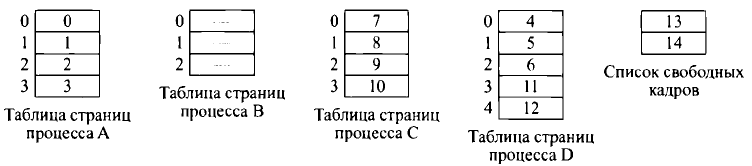 0 0
1 1
2 2
3 3
Таблица страниц
процесса A
0 —
1 —
2 —
Таблица страниц
процесса B
0 7
1 8
2 9
3 10
Таблица страниц
процесса C
0 4
1 5
2 6
3 11
4 12
Таблица страниц
процесса D
13
14
Список свободных
кадров